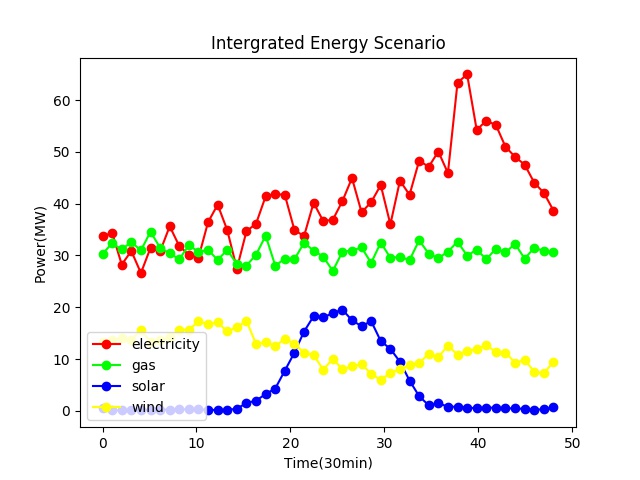 Intergrated Energy Scenario
Power(MW)
60
50
40
30
20
10
0
electricity
gas
solar
wind
0 10 20 30 40 50
Time(30min)